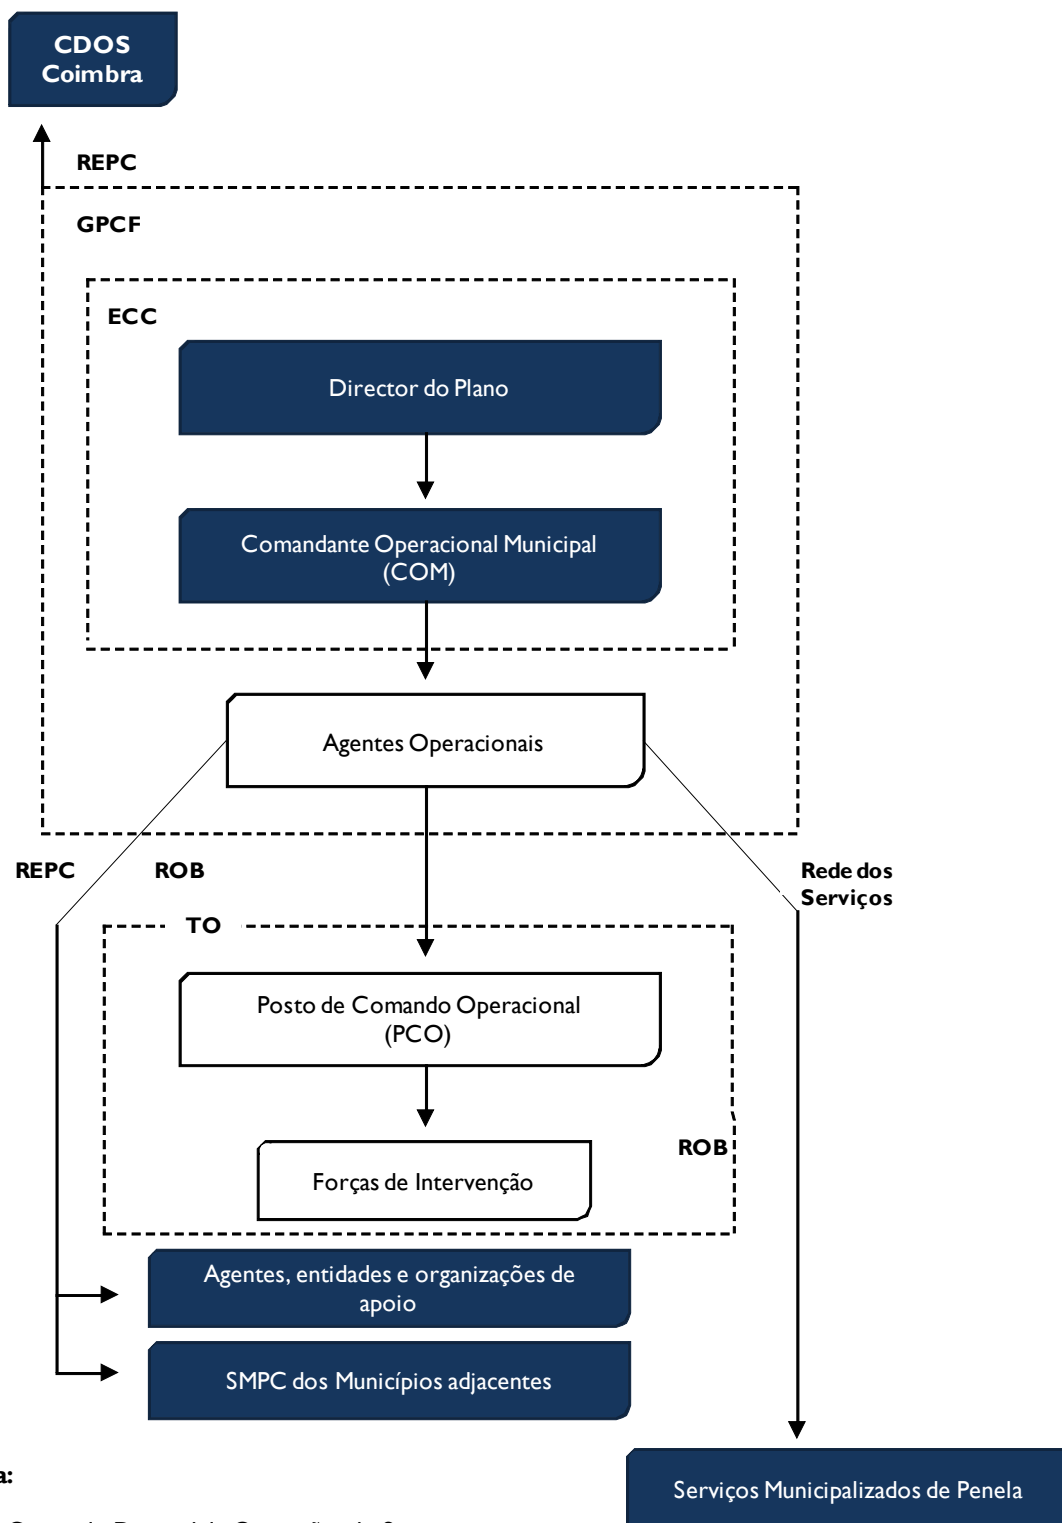 CDOS
Coimbra
REPC
GPCF
ECC
Director do Plano
Comandante Operacional Municipal
(COM)
Agentes Operacionais
REPC
ROB
Rede dos
Serviços
TO
Posto de Comando Operacional
(PCO)
ROB
Forças de Intervenção
Agentes, entidades e organizações de
apoio
SMPC dos Municípios adjacentes
a:
Serviços Municipalizados de Penela